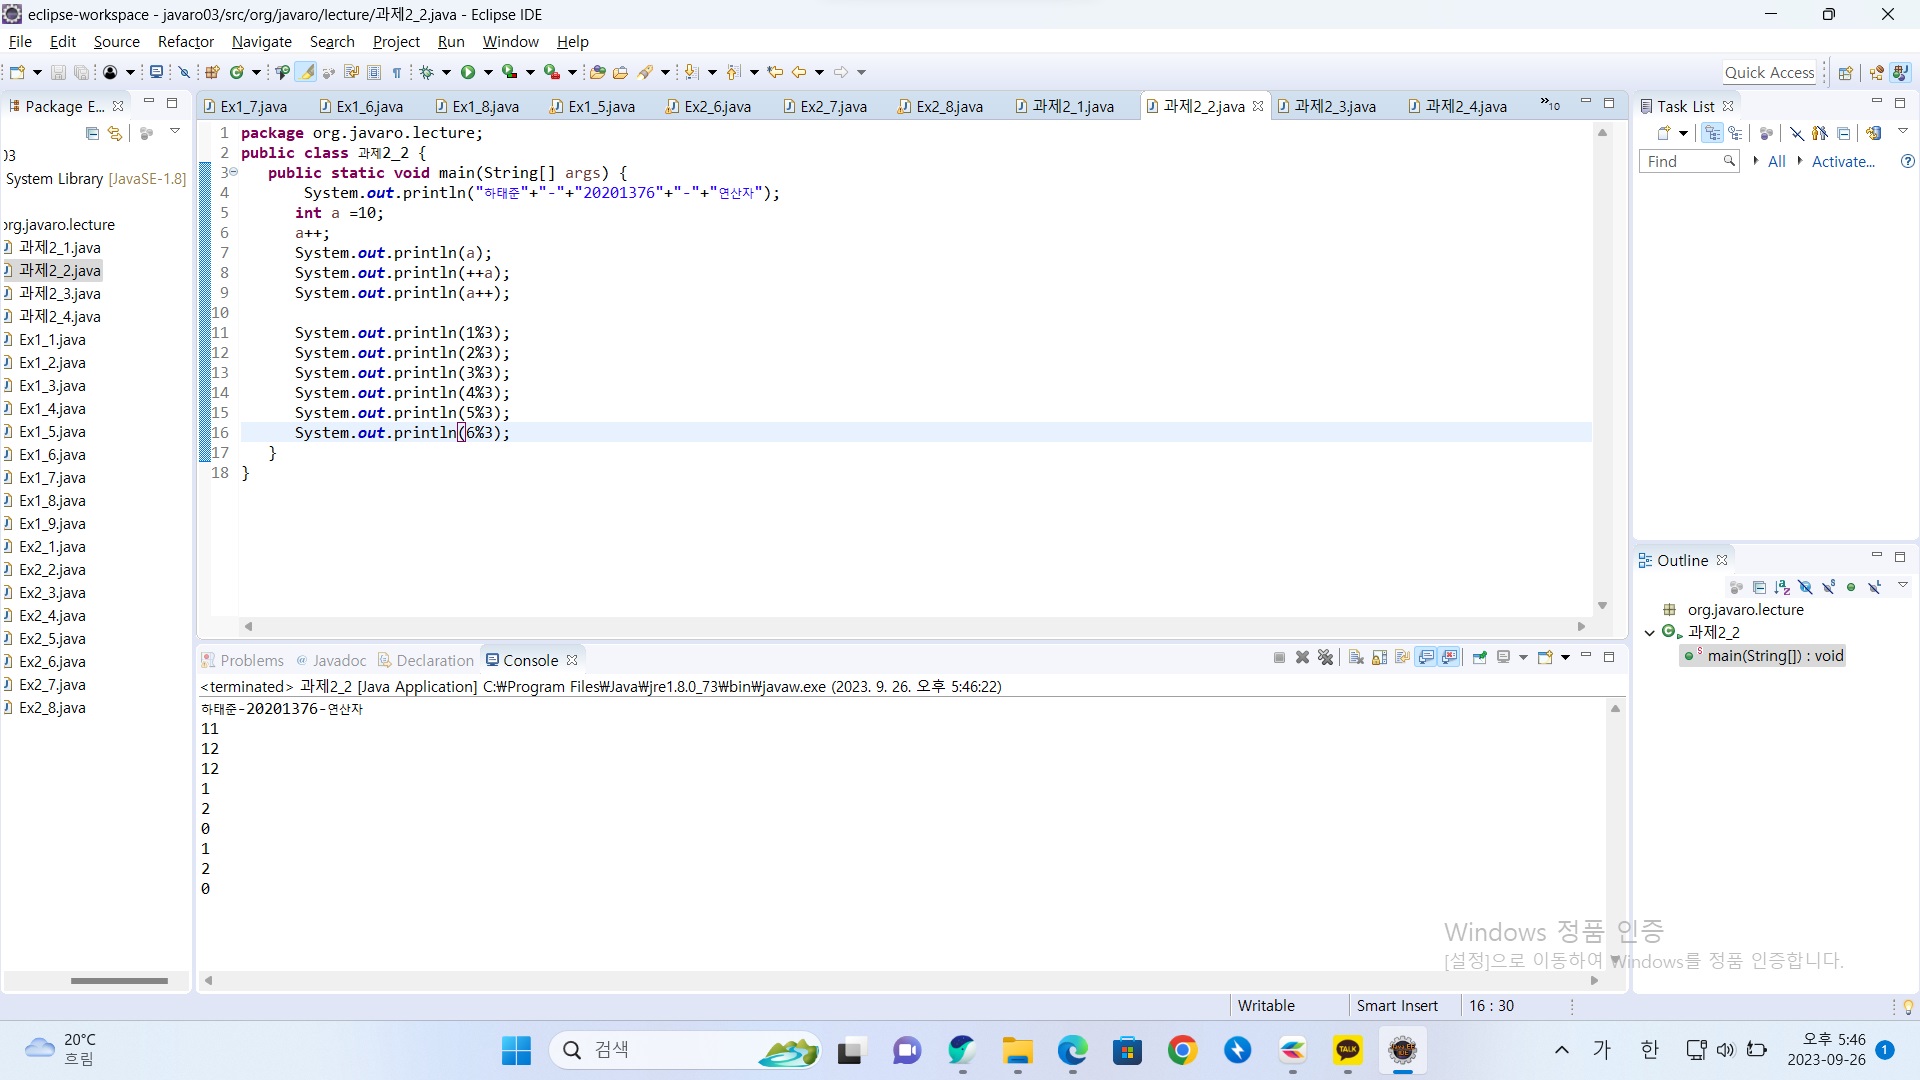 eclipse-workspace - javaro03/src/org/javaro/lecture/과제2_2.java - Eclipse IDE
File Edit Source Refactor Navigate Search Project Run Window Help
Quick Access
Package E...
Ex1_7.java Ex1_6.java Ex1_8.java Ex1_5.java Ex2_6.java Ex2_7.java Ex2_8.java 과제2_1.java 과제2_2.java 과제2_3.java 과제2_4.java »10
Task List
03
System Library [JavaSE-1.8]
org.javaro.lecture
과제2_1.java
과제2_2.java
과제2_3.java
과제2_4.java
Ex1_1.java
Ex1_2.java
Ex1_3.java
Ex1_4.java
Ex1_5.java
Ex1_6.java
Ex1_7.java
Ex1_8.java
Ex1_9.java
Ex2_1.java
Ex2_2.java
Ex2_3.java
Ex2_4.java
Ex2_5.java
Ex2_6.java
Ex2_7.java
Ex2_8.java
1 package org.javaro.lecture;
2 public class 과제2_2 {
3 public static void main(String[] args) {
4 System.out.println("하태준"+"-"+"20201376"+"-"+"연산자");
5 int a =10;
6 a++;
7 System.out.println(a);
8 System.out.println(++a);
9 System.out.println(a++);
10
11 System.out.println(1%3);
12 System.out.println(2%3);
13 System.out.println(3%3);
14 System.out.println(4%3);
15 System.out.println(5%3);
16 System.out.println(6%3);
17 }
18 }
Find All Activate...
Outline
org.javaro.lecture
과제2_2
main(String[]) : void
Problems Javadoc Declaration Console
<terminated> 과제2_2 [Java Application] C:₩Program Files₩Java₩jre1.8.0_73₩bin₩javaw.exe (2023. 9. 26. 오후 5:46:22)
하태준-20201376-연산자
11
12
12
1
2
0
1
2
0
Windows 정품 인증
[설정]으로 이동하여 Windows를 정품 인증합니다.
Writable Smart Insert 16 : 30
20°C
흐림
검색
TALK
가 한
오후 5:46
2023-09-26
1